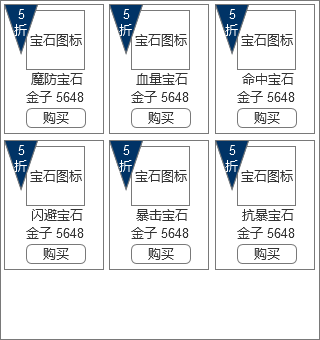 5
折
宝石图标
魔防宝石
金子 5648
购买
5
折
宝石图标
血量宝石
金子 5648
购买
5
折
宝石图标
命中宝石
金子 5648
购买
5
折
宝石图标
闪避宝石
金子 5648
购买
5
折
宝石图标
暴击宝石
金子 5648
购买
5
折
宝石图标
抗暴宝石
金子 5648
购买